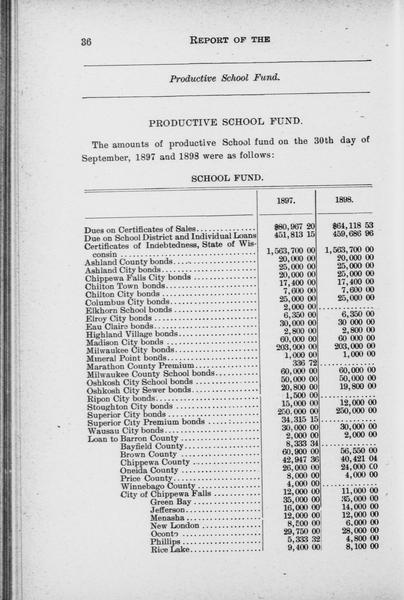 36 REPORT OF THE
Productive School Fund.
PRODUCTIVE SCHOOL FUND.
The amounts of productive School fund on the 30th day of
September, 1897 and 1898 were as follows:
SCHOOL FUND.
1897. 1898.
Dues on Certificates of Sales.............. $80,967 20 $64,118 53
Due on School District and Individual Loans 451,813 15 459,686 96
Certificates of Indebtedness, State of Wis-
consin .............................. 1,563,700 00 1,563,700 00
Ashland County bonds.................. 20,000 00 20,000 00
Ashland City bonds .................... 25,000 00 25,000 00
Chippewa Falls City bonds .............. 20,000 00 25,000 00
Chilton Town bonds.................... 17,400 00 17,400 00
Chilton City bonds..................... 7,600 00 7,600 00
Columbus City bonds.................... 25,000 00 25,000 00
Elkhorn School bonds ................... 2,000 00 ............
Elroy City bonds........................ 6,350 00 6,350 00
Eau Claire bonds........................ 30,000 00 30 000 00
Highland Village bonds .................. 2,800 00 2,800 00
Madison City bonds ..................... 60,000 00 60 000 00
Milwaukee City bonds.................... 203,000 00 203,000 00
Mineral Point bonds..................... 1,000 00 1,000 00
Marathon County Premium ............... 336 72 ............
Milwaukee County School bonds........... 60,000 00 60,000 00
Oshkosh City School bonds ............... 50,000 00 50,000 00
Oshkosh City Sewer bonds................ 20,800 00 19,800 00
Ripon City bonds ........................ 1,500 00 ............
Stoughton City bonds .................... 15,000 00 12,000 00
Superior City bonds ..................... 250,000 00 250,000 00
Superior City Premium bonds ............. 34,315 15 ............
Wausau City bonds....................... 30,000 00 30,000 00
Loan to Barron County ................... 2,000 00 2,000 00
Bayfield County ................. 8,333 34 ............
Brown County ................... 60,900 00 56,550 00
Chippewa County ................ 42,947 36 40,421 04
Oneida County ................... 26,000 00 24,000 00
Price County..................... 8,000 00 4,000 00
Winnebago County............... 4,000 00 ............
City of Chippewa Falls ........... 12,000 00 11,000 00
Green Bay ................ 35,000 00 35,000 00
Jefferson................... 16,000 00 14,000 00
Menasha .................. 12,000 00 12,000 00
New London ............... 8,500 00 6,000 00
Oconto .................... 29,750 00 28,000 00
Phillips .................... 5,333 32 4,800 00
Rice Lake.................. 9,400 00 8,100 00